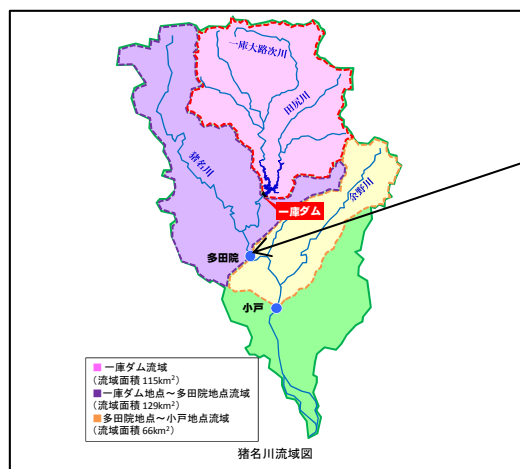 一庫大路次川
田尻川
猪名川
余野川
一庫ダム
多田院
小戸
■一庫ダム流域
（流域面積 115km²）
■一庫ダム地点～多田院地点流域
（流域面積 129km²）
■多田院地点～小戸地点流域
（流域面積 66km²）
猪名川流域図